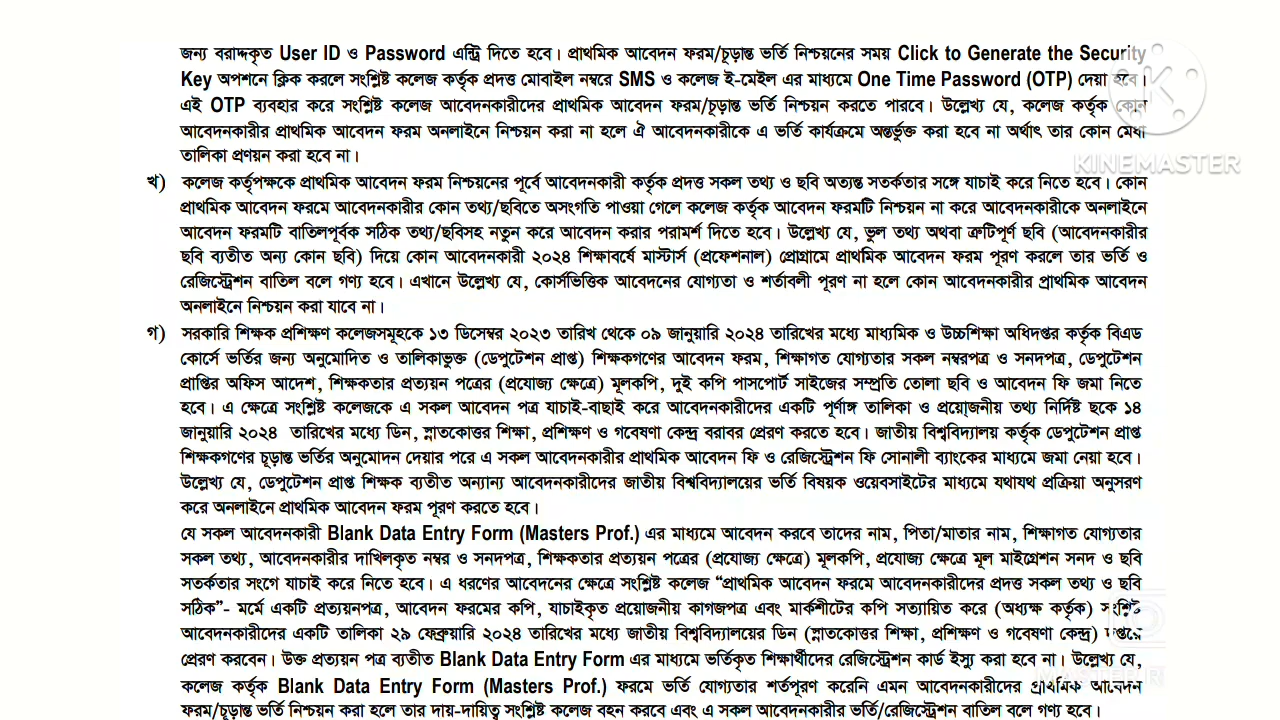 জন্য বরাদ্দকৃত User ID ও Password এন্ট্রি দিতে হবে। প্রাথমিক আবেদন ফরম/চূড়ান্ত ভর্তি নিশ্চয়নের সময় Click to Generate the Security
Key অপশনে ক্লিক করলে সংশ্লিষ্ট কলেজ কর্তৃক প্রদত্ত মোবাইল নম্বরে SMS ও কলেজ ই-মেইল এর মাধ্যমে One Time Password (OTP) দেয়া হবে।
এই OTP ব্যবহার করে সংশ্লিষ্ট কলেজ আবেদনকারীদের প্রাথমিক আবেদন ফরম/চূড়ান্ত ভর্তি নিশ্চয়ন করতে পারবে। উল্লেখ্য যে, কলেজ কর্তৃক কোন
আবেদনকারীর প্রাথমিক আবেদন ফরম অনলাইনে নিশ্চয়ন করা না হলে ঐ আবেদনকারীকে এ ভর্তি কার্যক্রমে অন্তর্ভুক্ত করা হবে না অর্থাৎ তার কোন মেধা
তালিকা প্রণয়ন করা হবে না।
KINEMASTER
খ) কলেজ কর্তৃপক্ষকে প্রাথমিক আবেদন ফরম নিশ্চয়নের পূর্বে আবেদনকারী কর্তৃক প্রদত্ত সকল তথ্য ও ছবি অত্যন্ত সতর্কতার সঙ্গে যাচাই করে নিতে হবে। কোন
প্রাথমিক আবেদন ফরমে আবেদনকারীর কোন তথ্য/ছবিতে অসংগতি পাওয়া গেলে কলেজ কর্তৃক আবেদন ফরমটি নিশ্চয়ন না করে আবেদনকারীকে অনলাইনে
আবেদন ফরমটি বাতিলপূর্বক সঠিক তথ্য/ছবিসহ নতুন করে আবেদন করার পরামর্শ দিতে হবে। উল্লেখ্য যে, ভুল তথ্য অথবা ত্রুটিপূর্ণ ছবি (আবেদনকারীর
ছবি ব্যতীত অন্য কোন ছবি) দিয়ে কোন আবেদনকারী ২০২৪ শিক্ষাবর্ষে মাস্টার্স (প্রফেশনাল) প্রোগ্রামে প্রাথমিক আবেদন ফরম পূরণ করলে তার ভর্তি ও
রেজিস্ট্রেশন বাতিল বলে গণ্য হবে। এখানে উল্লেখ্য যে, কোর্সভিত্তিক আবেদনের যোগ্যতা ও শর্তাবলী পূরণ না হলে কোন আবেদনকারীর প্রাথমিক আবেদন
অনলাইনে নিশ্চয়ন করা যাবে না।
গ) সরকারি শিক্ষক প্রশিক্ষণ কলেজসমূহকে ১৩ ডিসেম্বর ২০২৩ তারিখ থেকে ০৯ জানুয়ারি ২০২৪ তারিখের মধ্যে মাধ্যমিক ও উচ্চশিক্ষা অধিদপ্তর কর্তৃক বিএড
কোর্সে ভর্তির জন্য অনুমোদিত ও তালিকাভুক্ত (ডেপুটেশন প্রাপ্ত) শিক্ষকগণের আবেদন ফরম, শিক্ষাগত যোগ্যতার সকল নম্বরপত্র ও সনদপত্র, ডেপুটেশন
প্রাপ্তির অফিস আদেশ, শিক্ষকতার প্রত্যয়ন পত্রের (প্রযোজ্য ক্ষেত্রে) মূলকপি, দুই কপি পাসপোর্ট সাইজের সম্প্রতি তোলা ছবি ও আবেদন ফি জমা নিতে
হবে। এ ক্ষেত্রে সংশ্লিষ্ট কলেজকে এ সকল আবেদন পত্র যাচাই-বাছাই করে আবেদনকারীদের একটি পূর্ণাঙ্গ তালিকা ও প্রয়োজনীয় তথ্য নির্দিষ্ট ছকে ১৪
জানুয়ারি ২০২৪ তারিখের মধ্যে ডিন, স্নাতকোত্তর শিক্ষা, প্রশিক্ষণ ও গবেষণা কেন্দ্র বরাবর প্রেরণ করতে হবে। জাতীয় বিশ্ববিদ্যালয় কর্তৃক ডেপুটেশন প্রাপ্ত
শিক্ষকগণের চূড়ান্ত ভর্তির অনুমোদন দেয়ার পরে এ সকল আবেদনকারীর প্রাথমিক আবেদন ফি ও রেজিস্ট্রেশন ফি সোনালী ব্যাংকের মাধ্যমে জমা নেয়া হবে।
উল্লেখ্য যে, ডেপুটেশন প্রাপ্ত শিক্ষক ব্যতীত অন্যান্য আবেদনকারীদের জাতীয় বিশ্ববিদ্যালয়ের ভর্তি বিষয়ক ওয়েবসাইটের মাধ্যমে যথাযথ প্রক্রিয়া অনুসরণ
করে অনলাইনে প্রাথমিক আবেদন ফরম পূরণ করতে হবে।
যে সকল আবেদনকারী Blank Data Entry Form (Masters Prof.) এর মাধ্যমে আবেদন করবে তাদের নাম, পিতা/মাতার নাম, শিক্ষাগত যোগ্যতার
সকল তথ্য, আবেদনকারীর দাখিলকৃত নম্বর ও সনদপত্র, শিক্ষকতার প্রত্যয়ন পত্রের (প্রযোজ্য ক্ষেত্রে) মূলকপি, প্রযোজ্য ক্ষেত্রে মূল মাইগ্রেশন সনদ ও ছবি
সতর্কতার সংগে যাচাই করে নিতে হবে। এ ধরণের আবেদনের ক্ষেত্রে সংশ্লিষ্ট কলেজ “প্রাথমিক আবেদন ফরমে আবেদনকারীদের প্রদত্ত সকল তথ্য ও ছবি
সঠিক”- মর্মে একটি প্রত্যয়নপত্র, আবেদন ফরমের কপি, যাচাইকৃত প্রয়োজনীয় কাগজপত্র এবং মার্কশীটের কপি সত্যায়িত করে (অধ্যক্ষ কর্তৃক) সংশ্লিষ্ট
আবেদনকারীদের একটি তালিকা ২৯ ফেব্রুয়ারি ২০২৪ তারিখের মধ্যে জাতীয় বিশ্ববিদ্যালয়ের ডিন (স্নাতকোত্তর শিক্ষা, প্রশিক্ষণ ও গবেষণা কেন্দ্র) দপ্তরে
প্রেরণ করবেন। উক্ত প্রত্যয়ন পত্র ব্যতীত Blank Data Entry Form এর মাধ্যমে ভর্তিকৃত শিক্ষার্থীদের রেজিস্ট্রেশন কার্ড ইস্যু করা হবে না। উল্লেখ্য যে,
কলেজ কর্তৃক Blank Data Entry Form (Masters Prof.) ফরমে ভর্তি যোগ্যতার শর্তপূরণ করেনি এমন আবেদনকারীদের প্রাথমিক আবেদন
ফরম/চূড়ান্ত ভর্তি নিশ্চয়ন করা হলে তার দায়-দায়িত্ব সংশ্লিষ্ট কলেজ বহন করবে এবং এ সকল আবেদনকারীর ভর্তি/রেজিস্ট্রেশন বাতিল বলে গণ্য হবে।